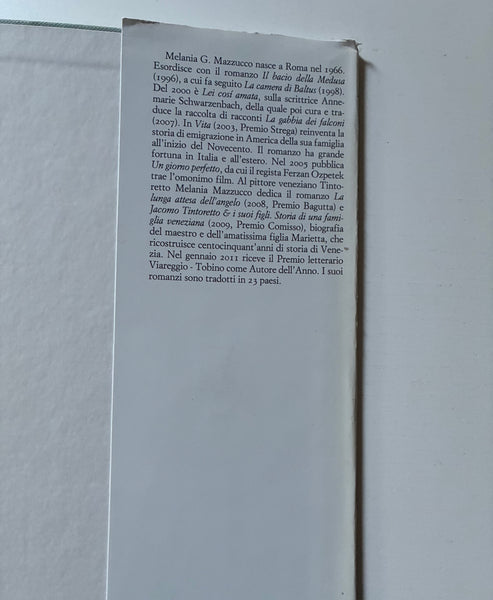 Melania G. Mazzucco nasce a Roma nel 1966.
Esordisce con il romanzo Il bacio della Medusa
(1996), a cui fa seguito La camera di Baltus (1998).
Del 2000 è Lei così amata, sulla scrittrice Anne-
marie Schwarzenbach, della quale poi cura e tra-
duce la raccolta di racconti La gabbia dei falconi
(2007). In Vita (2003, Premio Strega) reinventa la
storia di emigrazione in America della sua famiglia
all'inizio del Novecento. Il romanzo ha grande
fortuna in Italia e all'estero. Nel 2005 pubblica
Un giorno perfetto, da cui il regista Ferzan Ozpetek
trae l'omonimo film. Al pittore veneziano Tinto-
retto Melania Mazzucco dedica il romanzo La
lunga attesa dell'angelo (2008, Premio Bagutta) e
Jacomo Tintoretto & i suoi figli. Storia di una fami-
glia veneziana (2009, Premio Comisso), biografia
del maestro e dell'amatissima figlia Marietta, che
ricostruisce centocinquant'anni di storia di Vene-
zia. Nel gennaio 2011 riceve il Premio letterario
Viareggio - Tobino come Autore dell'Anno. I suoi
romanzi sono tradotti in 23 paesi.